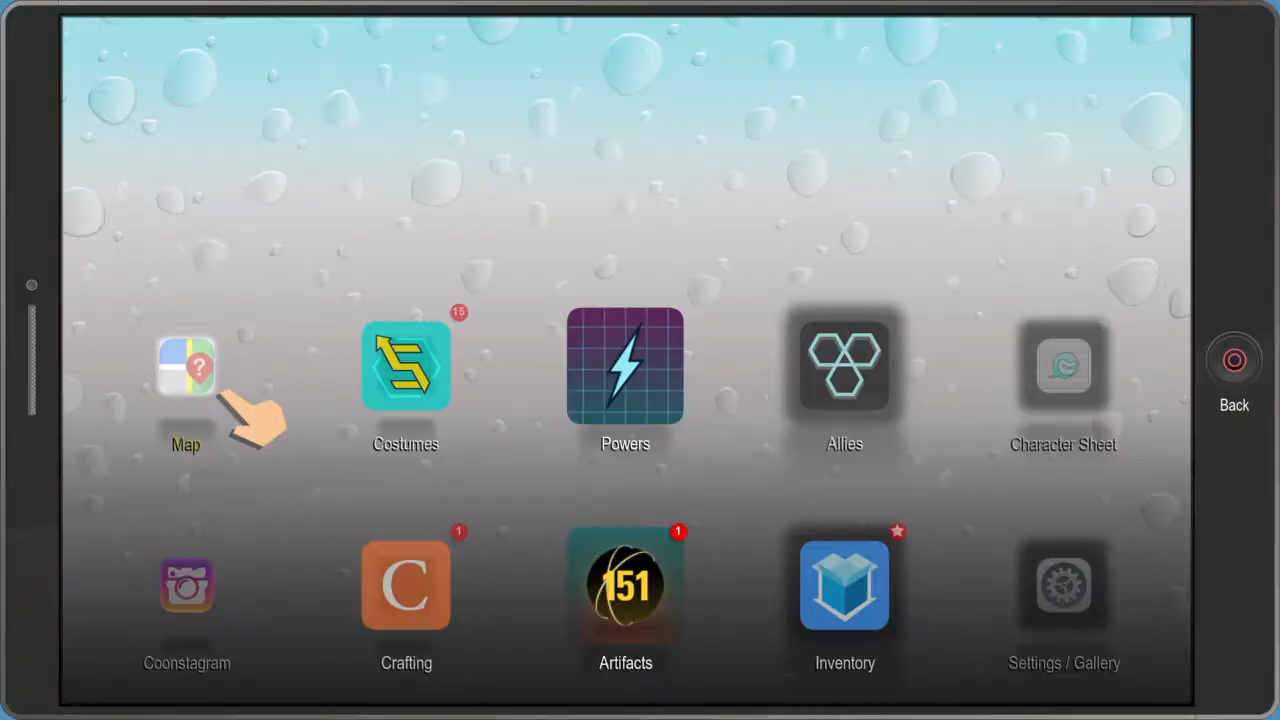 15
?
Map
Costumes
Powers
Allies
Character Sheet
Back
1
1
C
151
Coonstagram
Crafting
Artifacts
Inventory
Settings / Gallery